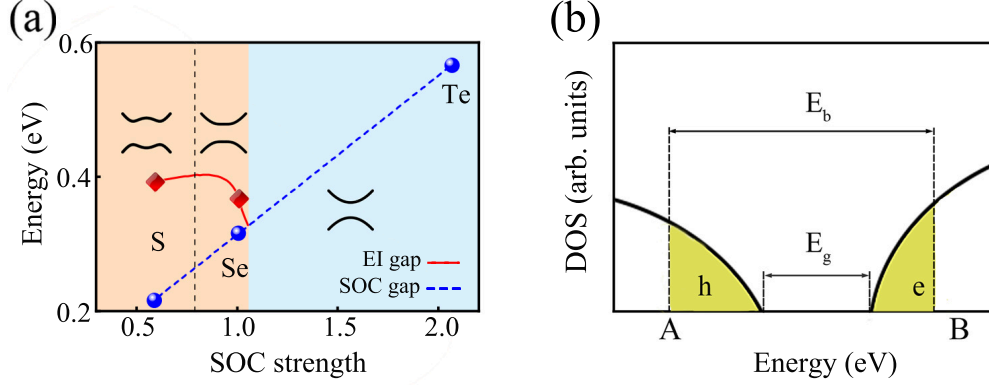 (a)
0.6
0.4
0.2
Energy (eV)
S
Se
Te
EI gap
SOC gap
0.5 1.0 1.5 2.0
SOC strength
(b)
DOS (arb. units)
E_b
E_g
h
e
A
B
Energy (eV)